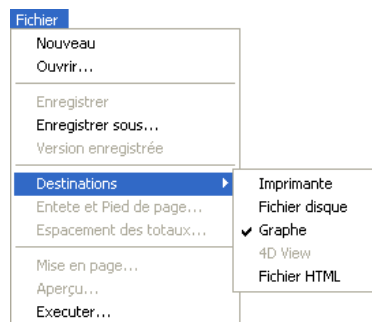 Fichier
Nouveau
Ouvrir...
Enregistrer
Enregistrer sous...
Version enregistrée
Destinations
Entete et Pied de page...
Espacement des totaux...
Mise en page...
Aperçu...
Executer...
Imprimante
Fichier disque
Graphe
4D View
Fichier HTML